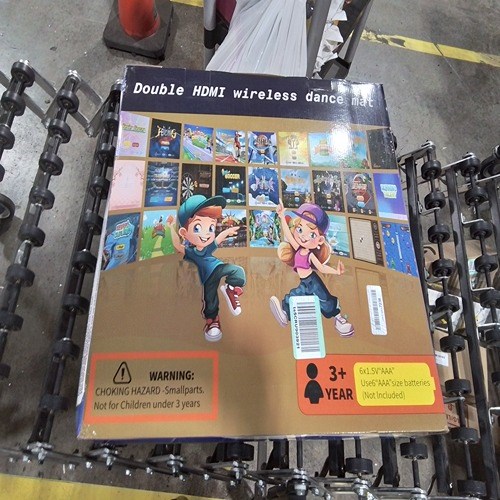 Double HDMI wireless dance mat
WARNING:
CHOKING HAZARD -Smallparts.
Not for Children under 3 years
3+
YEAR
6x1.5V"AAA"
Use6"AAA"size batteries
(Not Included)